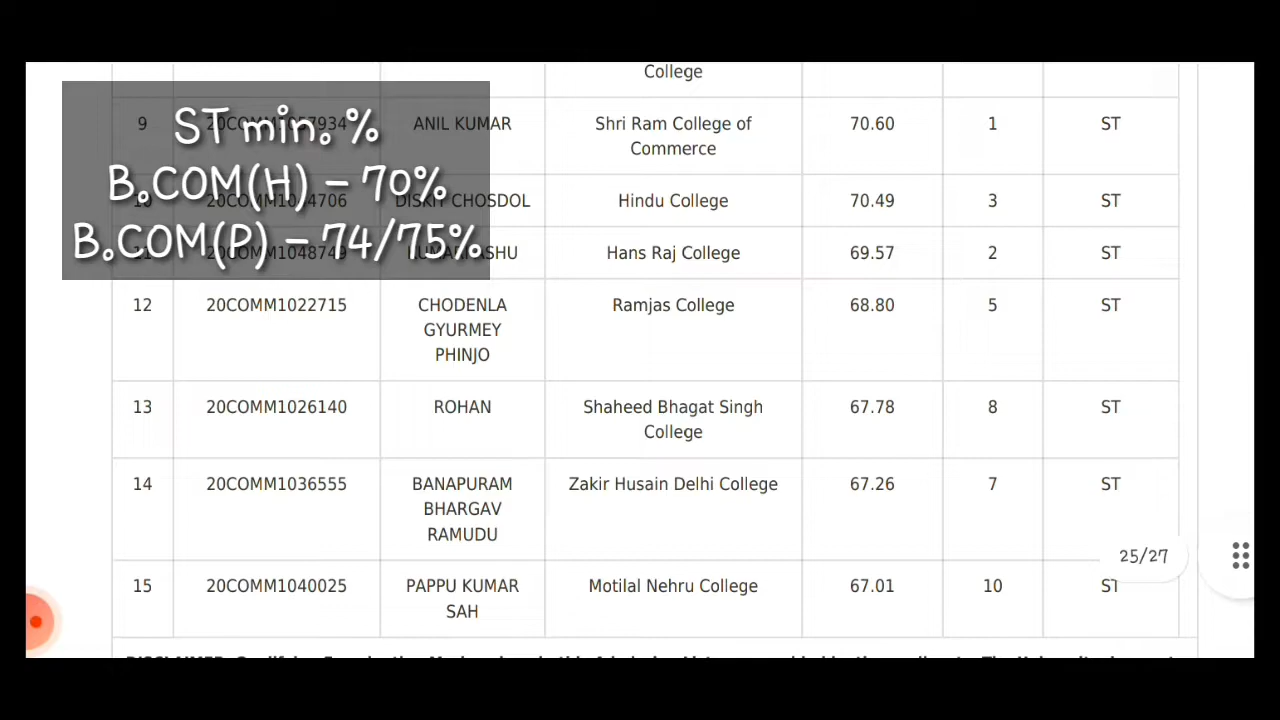 College
ST min. %
B.COM(H) – 70%
B.COM(P) – 74/75%
9 ANIL KUMAR Shri Ram College of Commerce 70.60 1 ST
DISKIT CHOSDOL Hindu College 70.49 3 ST
20COMM1048749 Hans Raj College 69.57 2 ST
12 20COMM1022715 CHODENLA GYURMEY PHINJO Ramjas College 68.80 5 ST
13 20COMM1026140 ROHAN Shaheed Bhagat Singh College 67.78 8 ST
14 20COMM1036555 BANAPURAM BHARGAV RAMUDU Zakir Husain Delhi College 67.26 7 ST
25/27
15 20COMM1040025 PAPPU KUMAR SAH Motilal Nehru College 67.01 10 ST